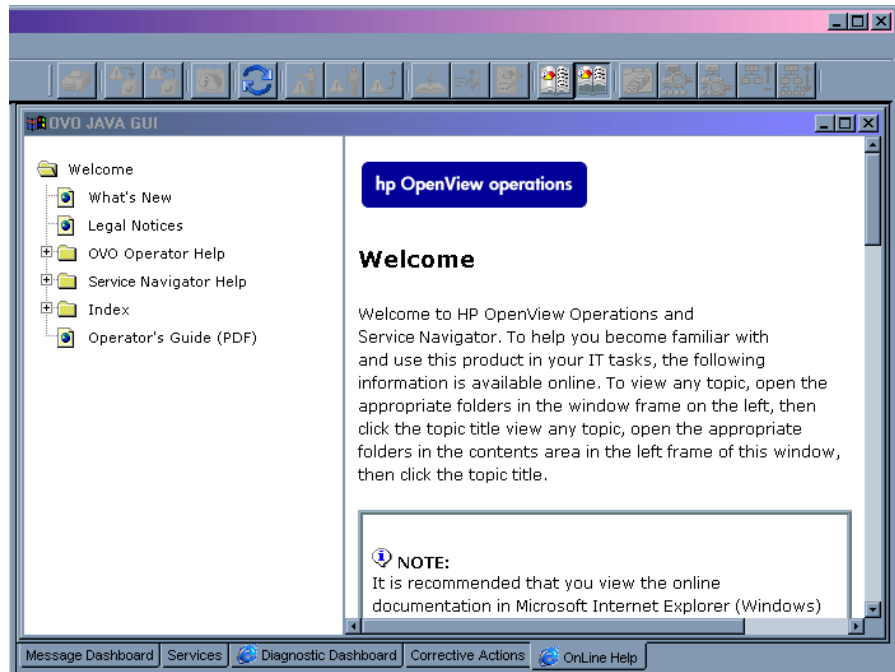 OVO JAVA GUI
Welcome
What's New
Legal Notices
OVO Operator Help
Service Navigator Help
Index
Operator's Guide (PDF)
hp OpenView operations
Welcome
Welcome to HP OpenView Operations and
Service Navigator. To help you become familiar with
and use this product in your IT tasks, the following
information is available online. To view any topic, open the
appropriate folders in the window frame on the left, then
click the topic title view any topic, open the appropriate
folders in the contents area in the left frame of this window,
then click the topic title.
NOTE:
It is recommended that you view the online
documentation in Microsoft Internet Explorer (Windows)
Message Dashboard Services Diagnostic Dashboard Corrective Actions OnLine Help